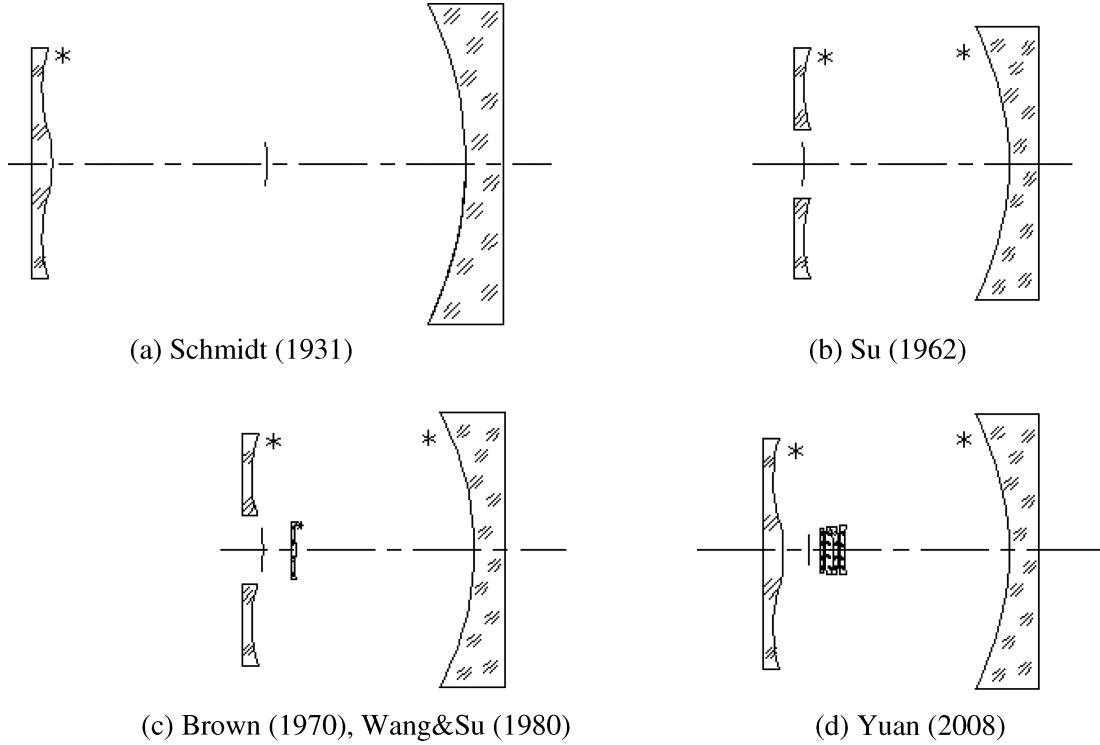 * * *
(a) Schmidt (1931) (b) Su (1962)
* * * * *
(c) Brown (1970), Wang&Su (1980) (d) Yuan (2008)